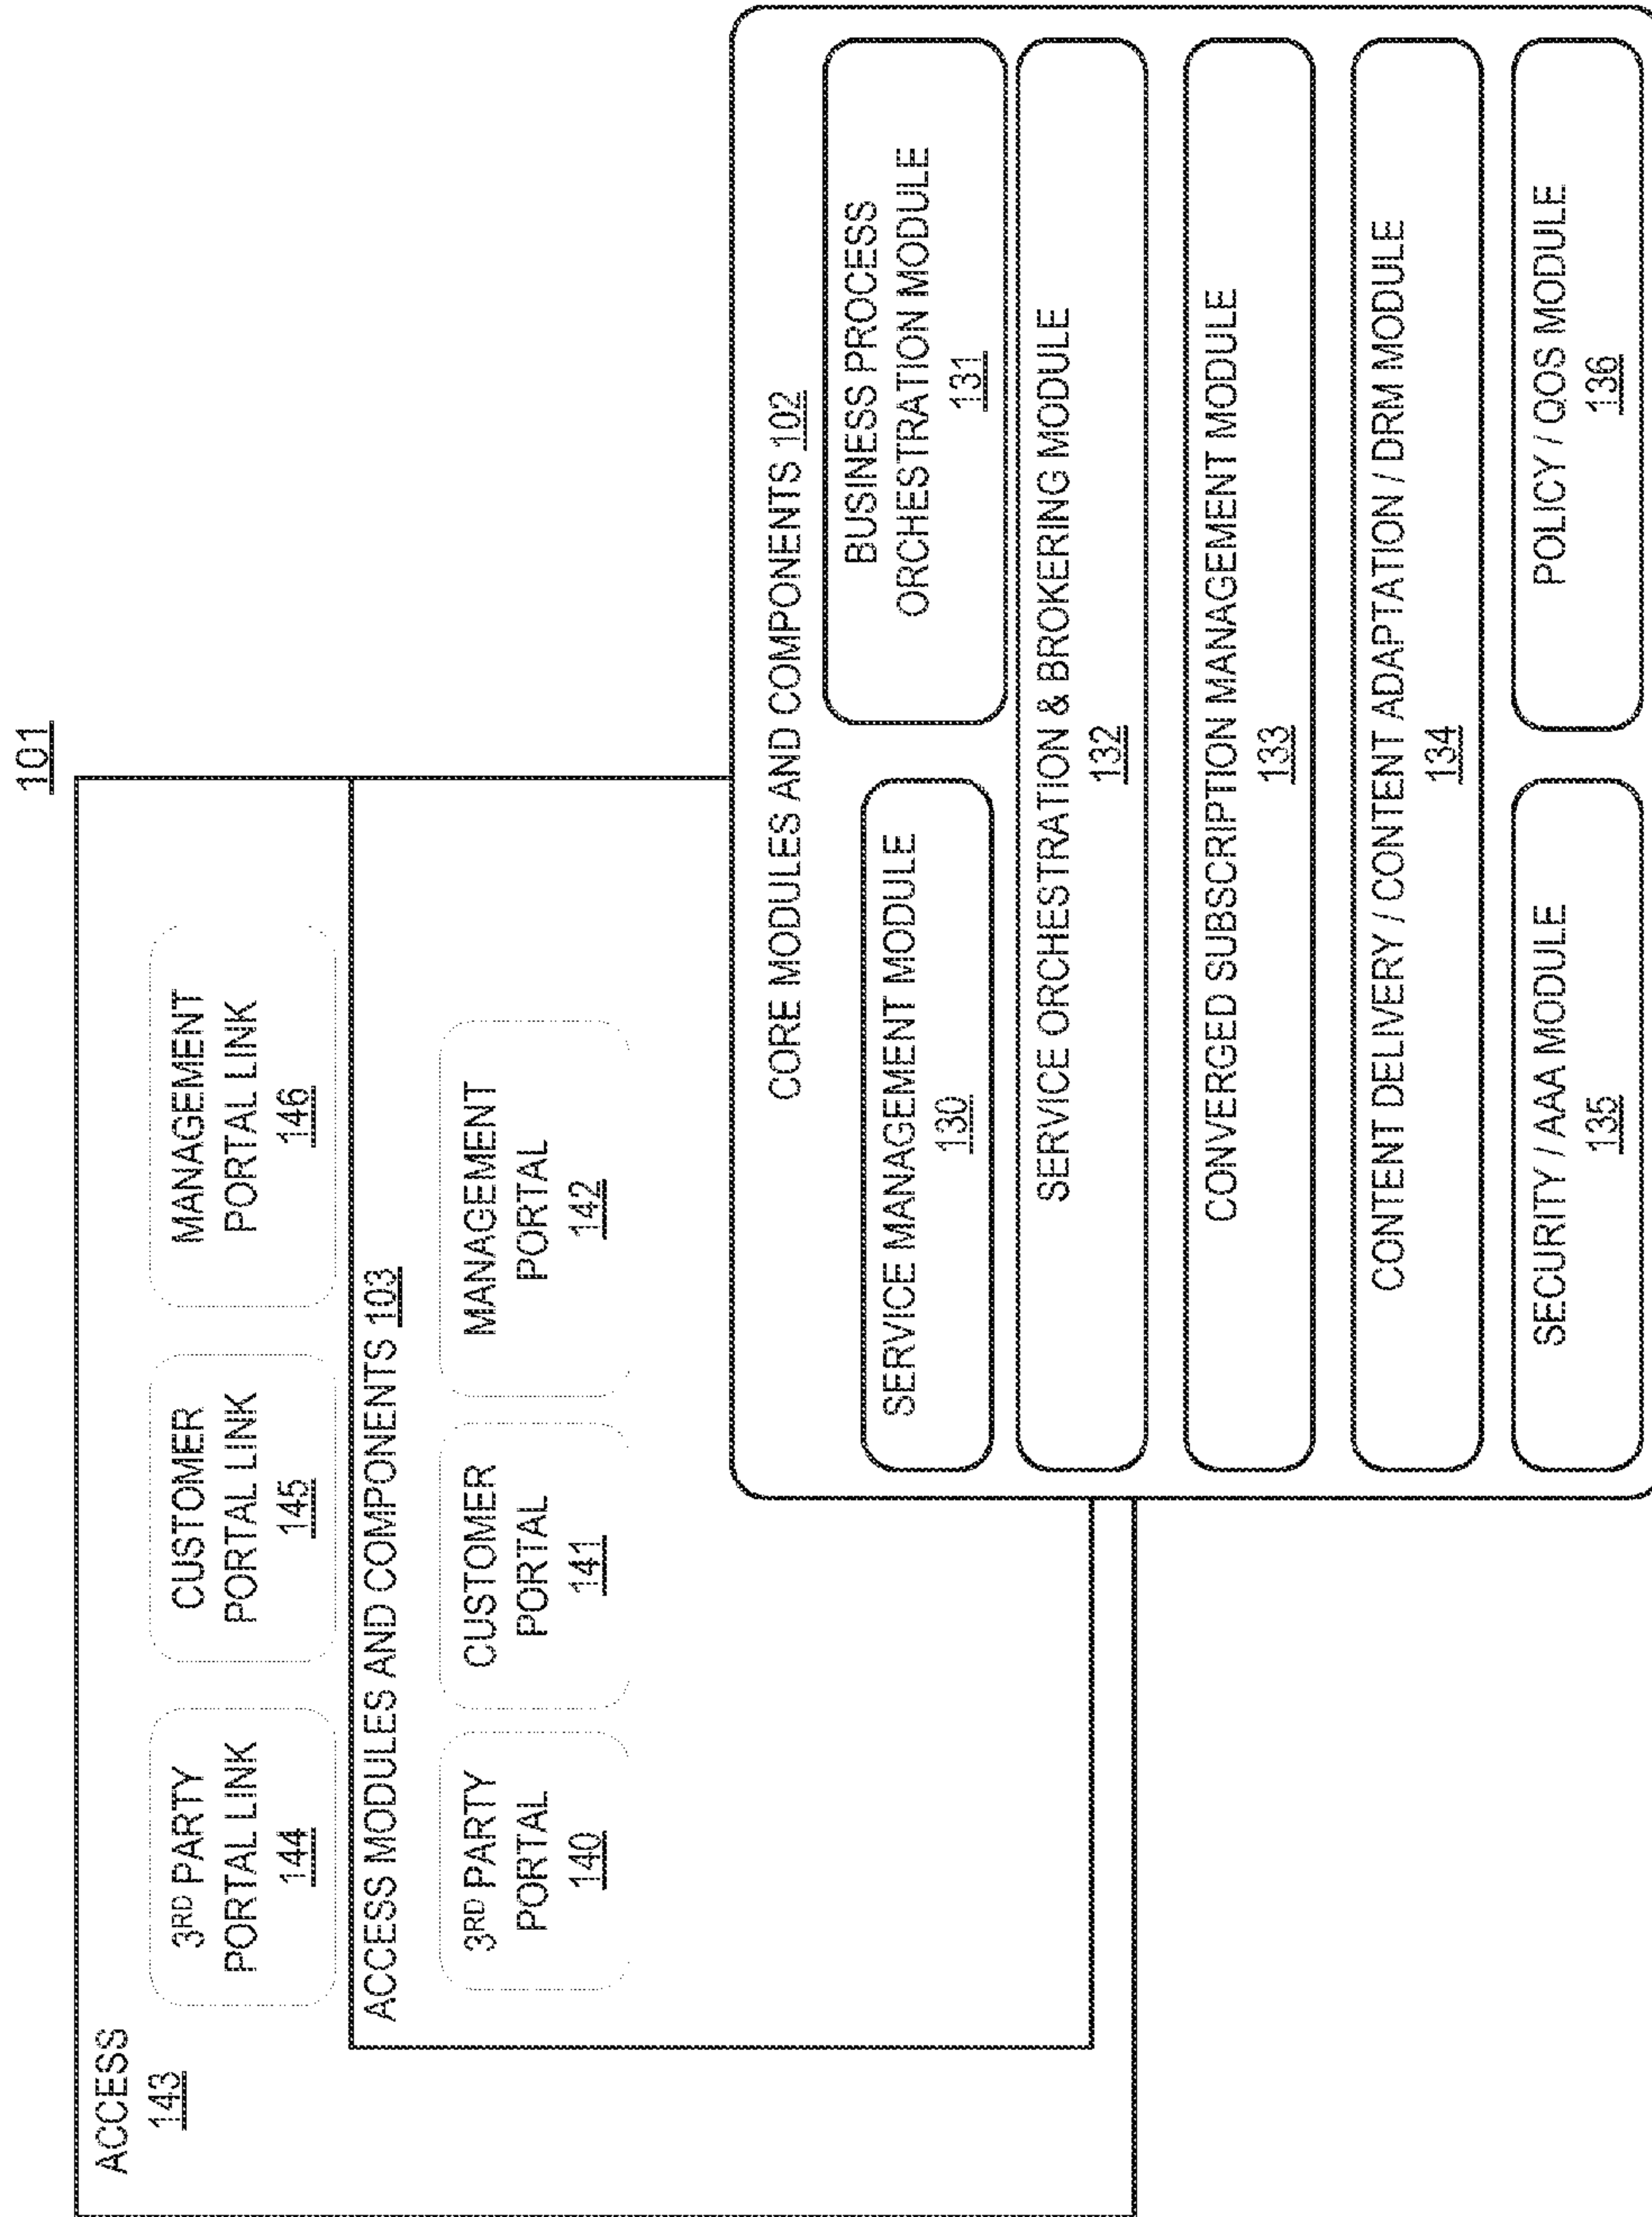 101
ACCESS
143
3RD PARTY
PORTAL LINK
144
CUSTOMER
PORTAL LINK
145
MANAGEMENT
PORTAL LINK
146
ACCESS MODULES AND COMPONENTS 103
3RD PARTY
PORTAL
140
CUSTOMER
PORTAL
141
MANAGEMENT
PORTAL
142
CORE MODULES AND COMPONENTS 102
SERVICE MANAGEMENT MODULE
130
BUSINESS PROCESS
ORCHESTRATION MODULE
131
SERVICE ORCHESTRATION & BROKERING MODULE
132
CONVERGED SUBSCRIPTION MANAGEMENT MODULE
133
CONTENT DELIVERY / CONTENT ADAPTATION / DRM MODULE
134
SECURITY / AAA MODULE
135
POLICY / QOS MODULE
136